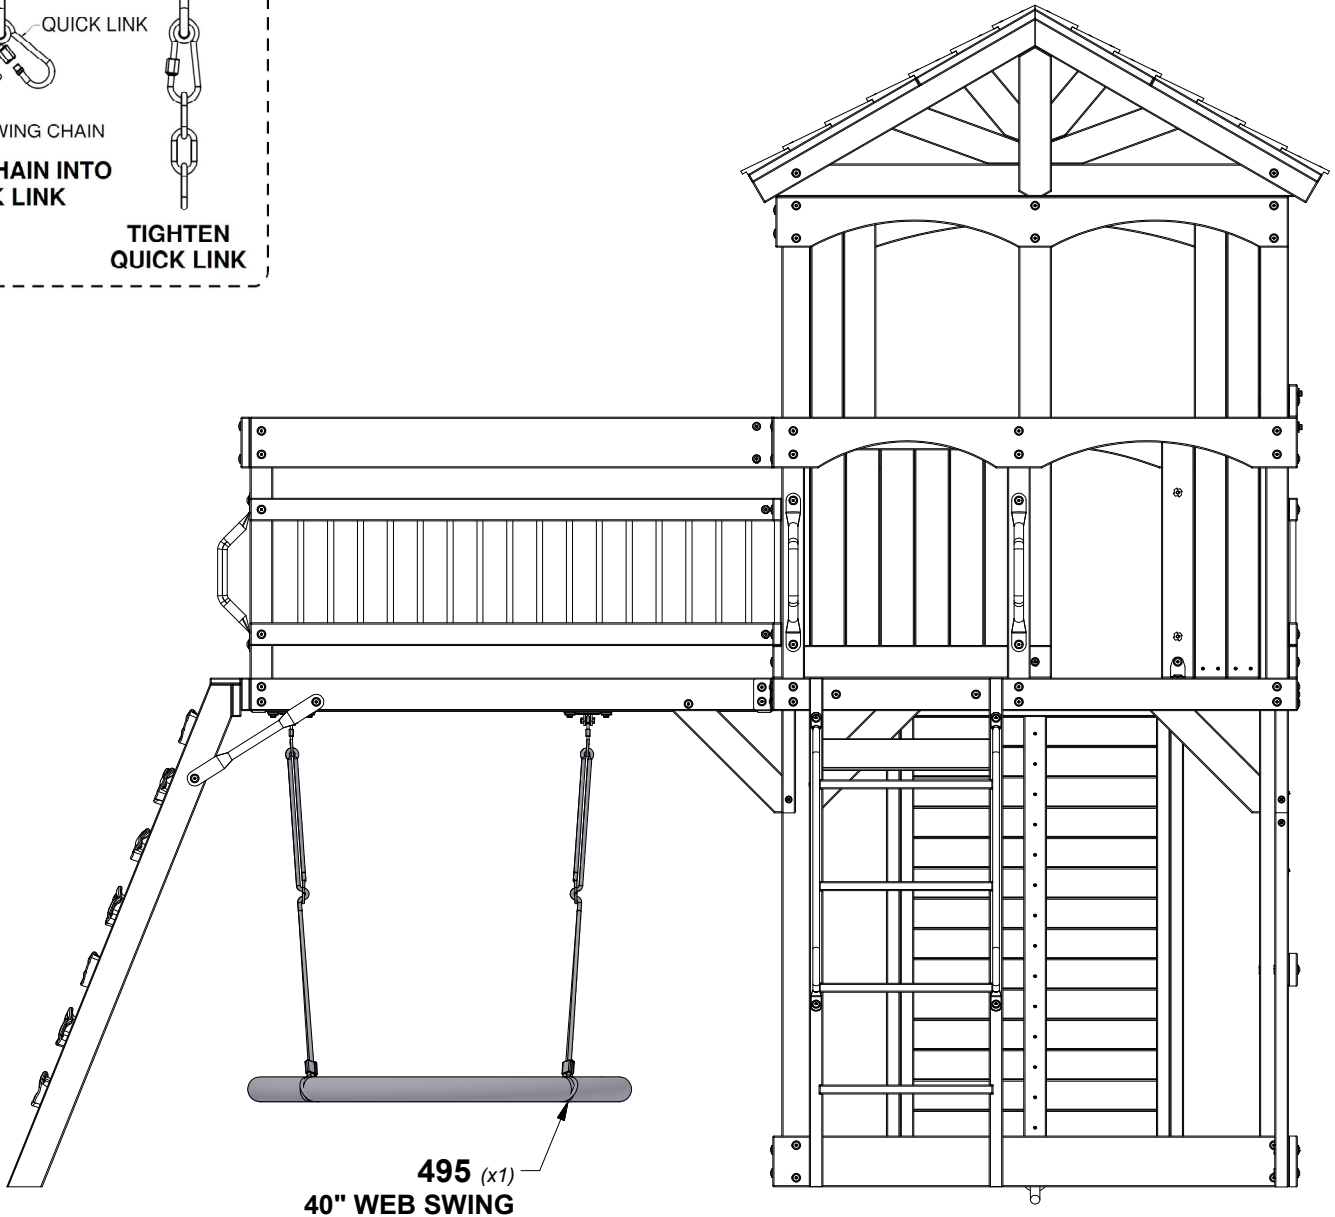 QUICK LINK
WING CHAIN
HAIN INTO
LINK
TIGHTEN
QUICK LINK
495 (x1)
40" WEB SWING